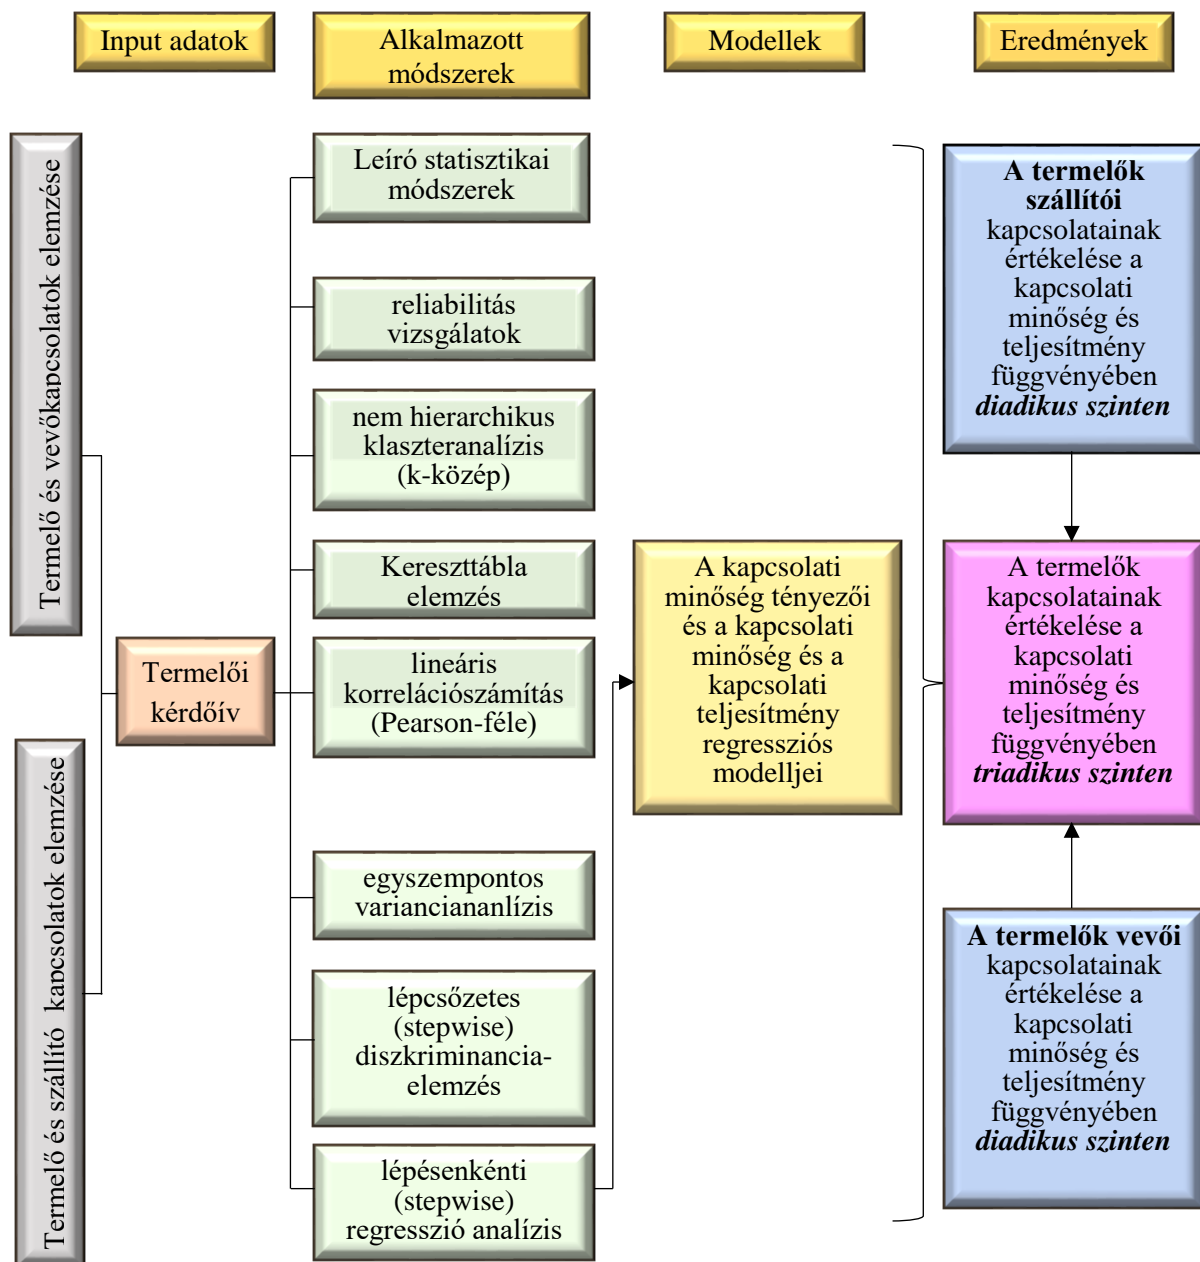 Input adatok
Alkalmazott
módszerek
Modellek
Eredmények
Termelő és vevőkapcsolatok elemzése
Termelő és szállító kapcsolatok elemzése
Termelői
kérdőív
Leíró statisztikai
módszerek
reliabilitás
vizsgálatok
nem hierarchikus
klaszteranalízis
(k-közép)
Kereszttábla
elemzés
lineáris
korrelációszámítás
(Pearson-féle)
egyszempontos
varianciananlízis
lépcsőzetes
(stepwise)
diszkriminancia-
elemzés
lépésenkénti
(stepwise)
regresszió analízis
A kapcsolati
minőség tényezői
és a kapcsolati
minőség és a
kapcsolati
teljesítmény
regressziós
modelljei
A termelők
szállítói
kapcsolatainak
értékelése a
kapcsolati
minőség és
teljesítmény
függvényében
diadikus szinten
A termelők
kapcsolatainak
értékelése a
kapcsolati
minőség és
teljesítmény
függvényében
triadikus szinten
A termelők vevői
kapcsolatainak
értékelése a
kapcsolati
minőség és
teljesítmény
függvényében
diadikus szinten